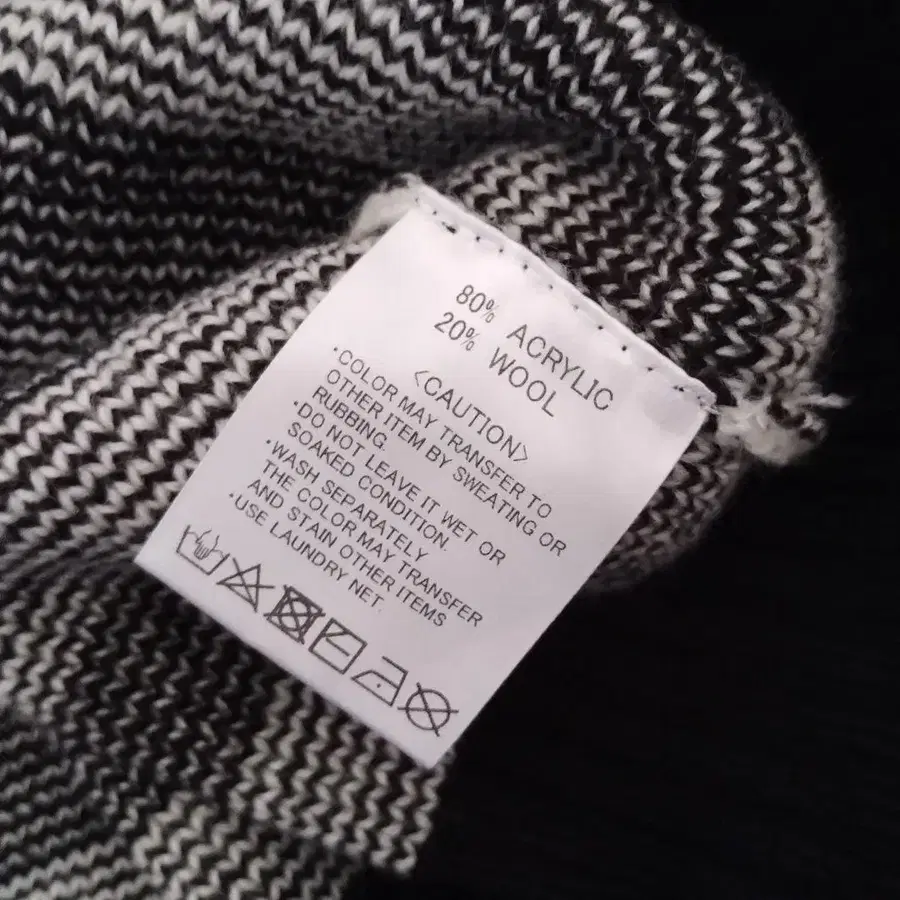 80% ACRYLIC
20% WOOL
〈CAUTION〉
・COLOR MAY TRANSFER TO
OTHER ITEM BY SWEATING OR
RUBBING.
・DO NOT LEAVE IT WET OR
SOAKED CONDITION.
・WASH SEPARATELY
THE COLOR MAY TRANSFER
AND STAIN OTHER ITEMS
・USE LAUNDRY NET.